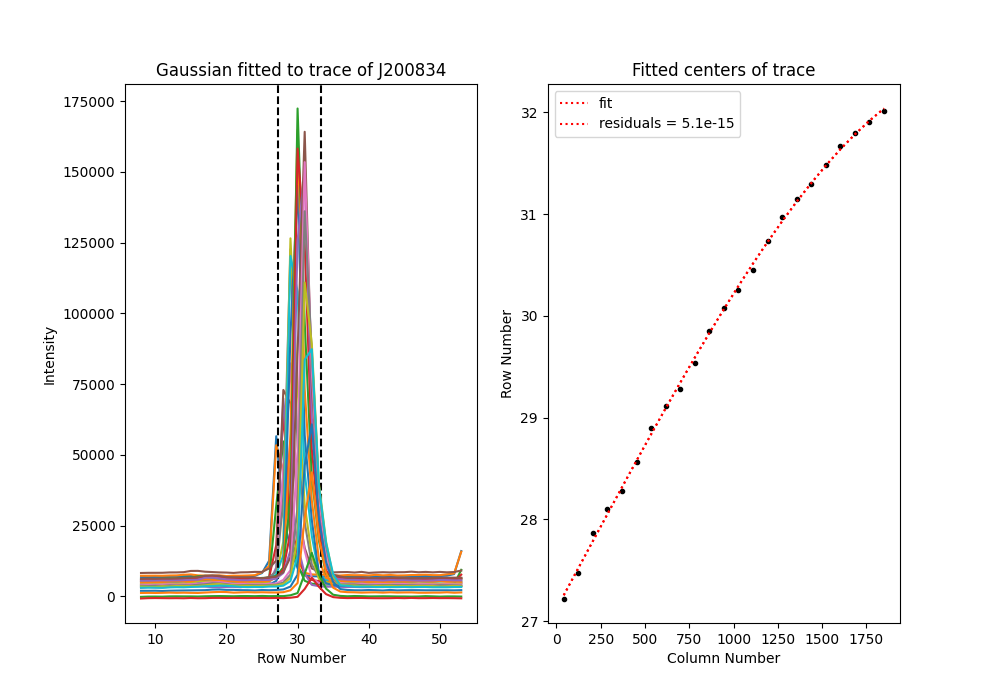 Gaussian fitted to trace of J200834
175000
150000
125000
100000
75000
50000
25000
0
10 20 30 40 50
Intensity
Row Number
Fitted centers of trace
fit
residuals = 5.1e-15
32
31
30
29
28
27
0 250 500 750 1000 1250 1500 1750
Row Number
Column Number